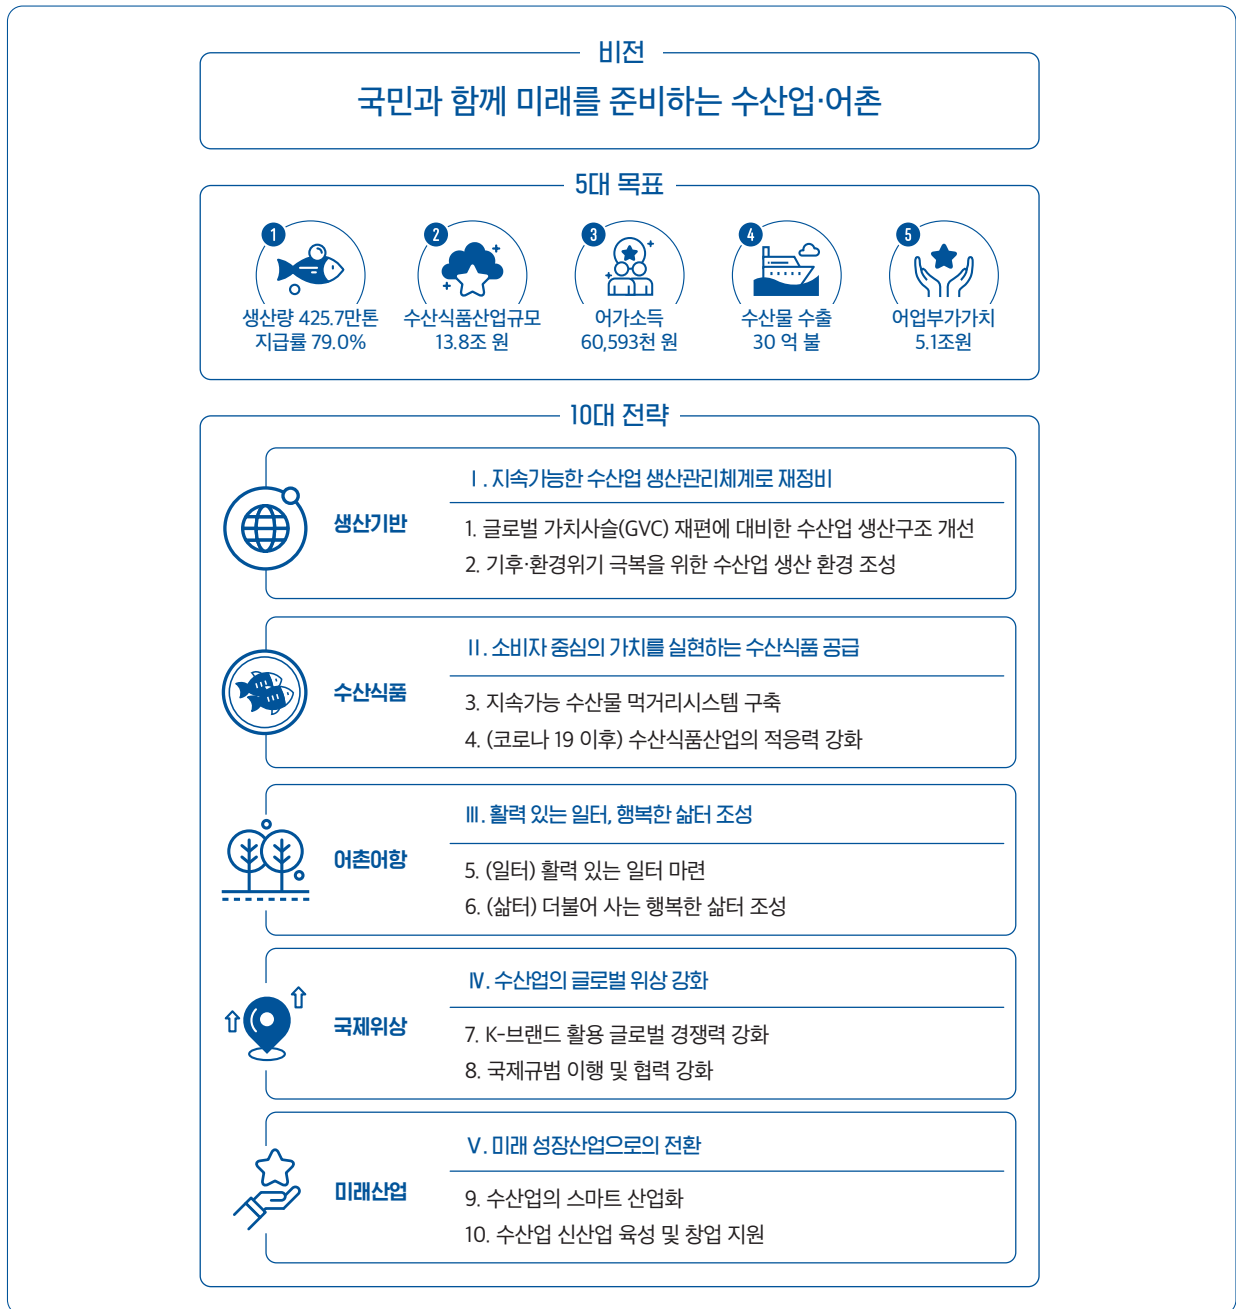 비전
국민과 함께 미래를 준비하는 수산업·어촌
5대 목표
1
생산량 425.7만톤
지급률 79.0%
2
수산식품산업규모
13.8조 원
3
어가소득
60,593천 원
4
수산물 수출
30 억 불
5
어업부가가치
5.1조원
10대 전략
생산기반
Ⅰ. 지속가능한 수산업 생산관리체계로 재정비
1. 글로벌 가치사슬(GVC) 재편에 대비한 수산업 생산구조 개선
2. 기후·환경위기 극복을 위한 수산업 생산 환경 조성
수산식품
Ⅱ. 소비자 중심의 가치를 실현하는 수산식품 공급
3. 지속가능 수산물 먹거리시스템 구축
4. (코로나 19 이후) 수산식품산업의 적응력 강화
어촌어항
Ⅲ. 활력 있는 일터, 행복한 삶터 조성
5. (일터) 활력 있는 일터 마련
6. (삶터) 더불어 사는 행복한 삶터 조성
국제위상
Ⅳ. 수산업의 글로벌 위상 강화
7. K-브랜드 활용 글로벌 경쟁력 강화
8. 국제규범 이행 및 협력 강화
미래산업
Ⅴ. 미래 성장산업으로의 전환
9. 수산업의 스마트 산업화
10. 수산업 신산업 육성 및 창업 지원